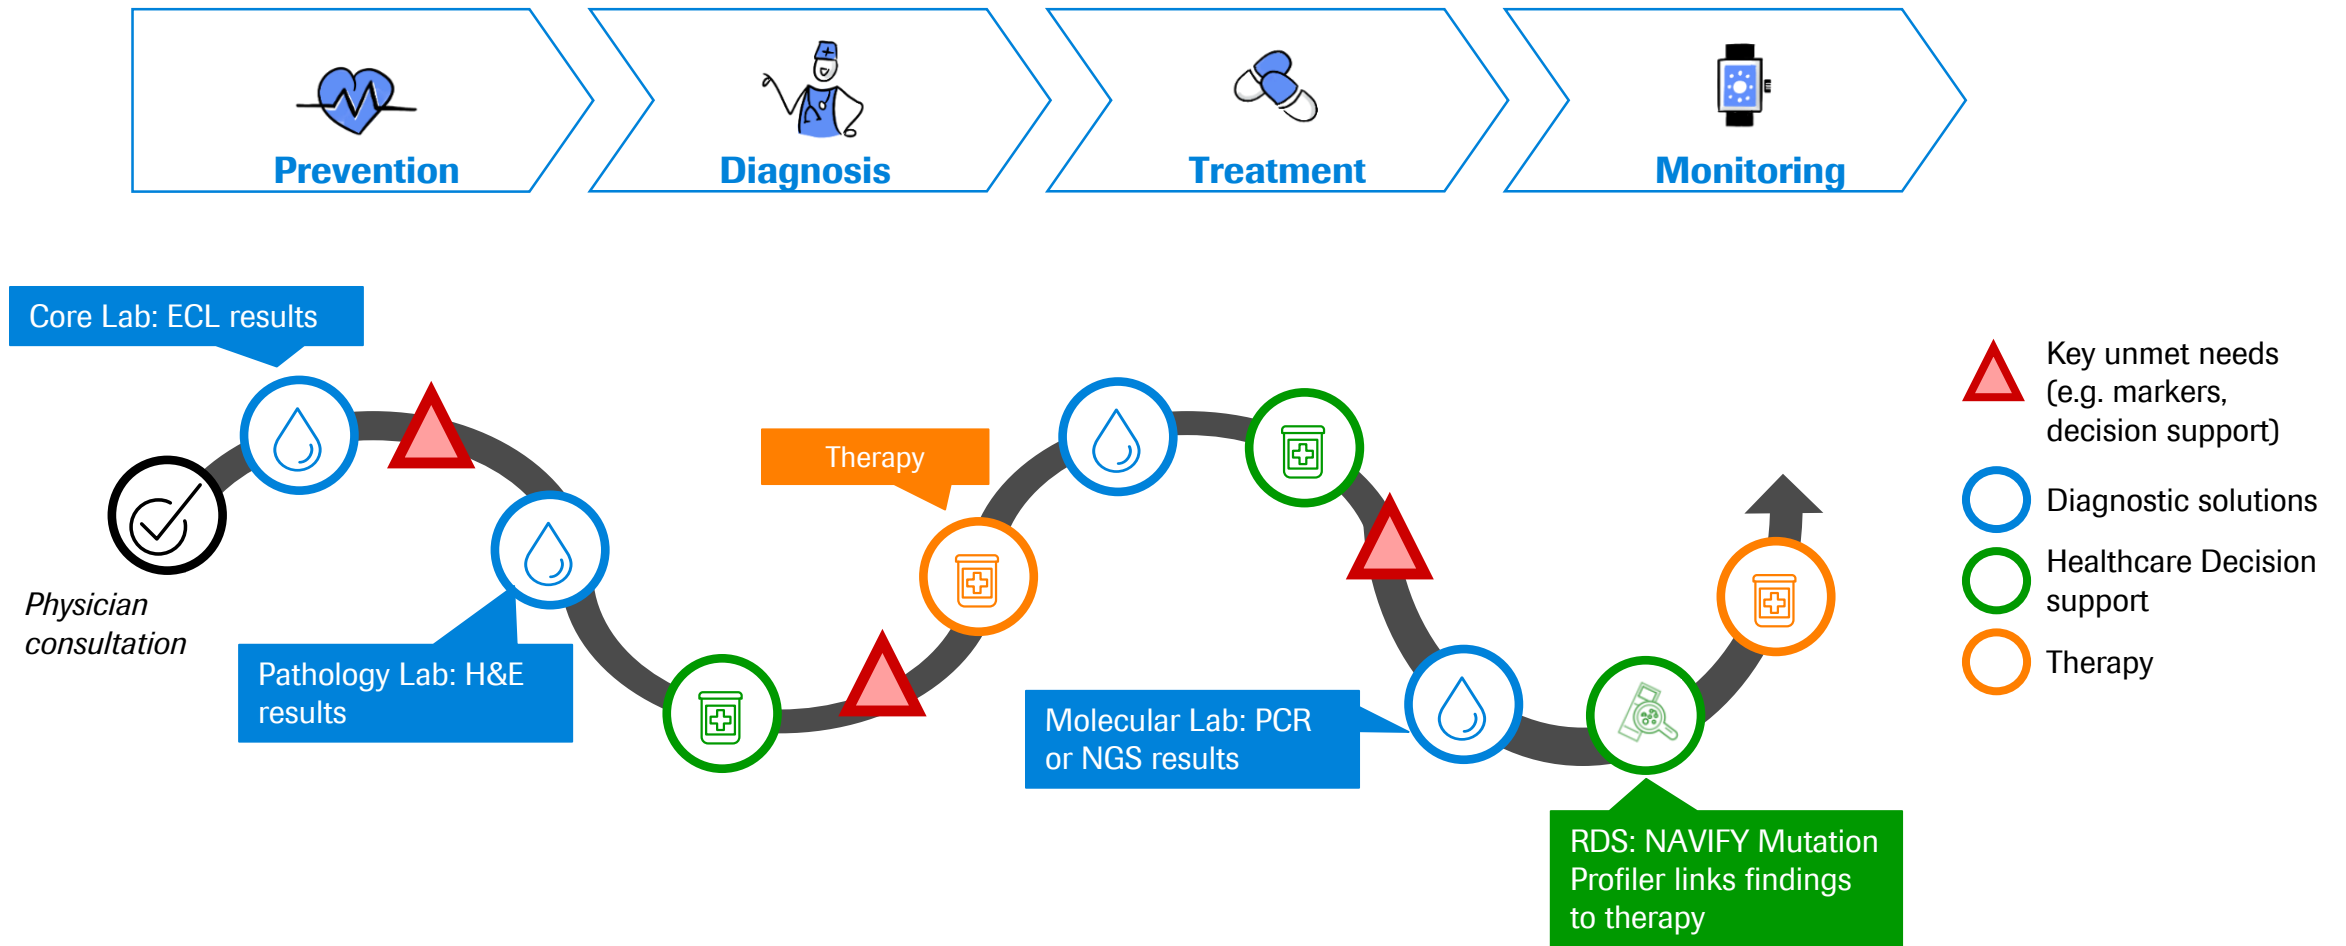 Prevention
Diagnosis
Treatment
Monitoring
Core Lab: ECL results
Physician
consultation
Pathology Lab: H&E
results
Therapy
Molecular Lab: PCR
or NGS results
RDS: NAVIFY Mutation
Profiler links findings
to therapy
Key unmet needs
(e.g. markers,
decision support)
Diagnostic solutions
Healthcare Decision
support
Therapy